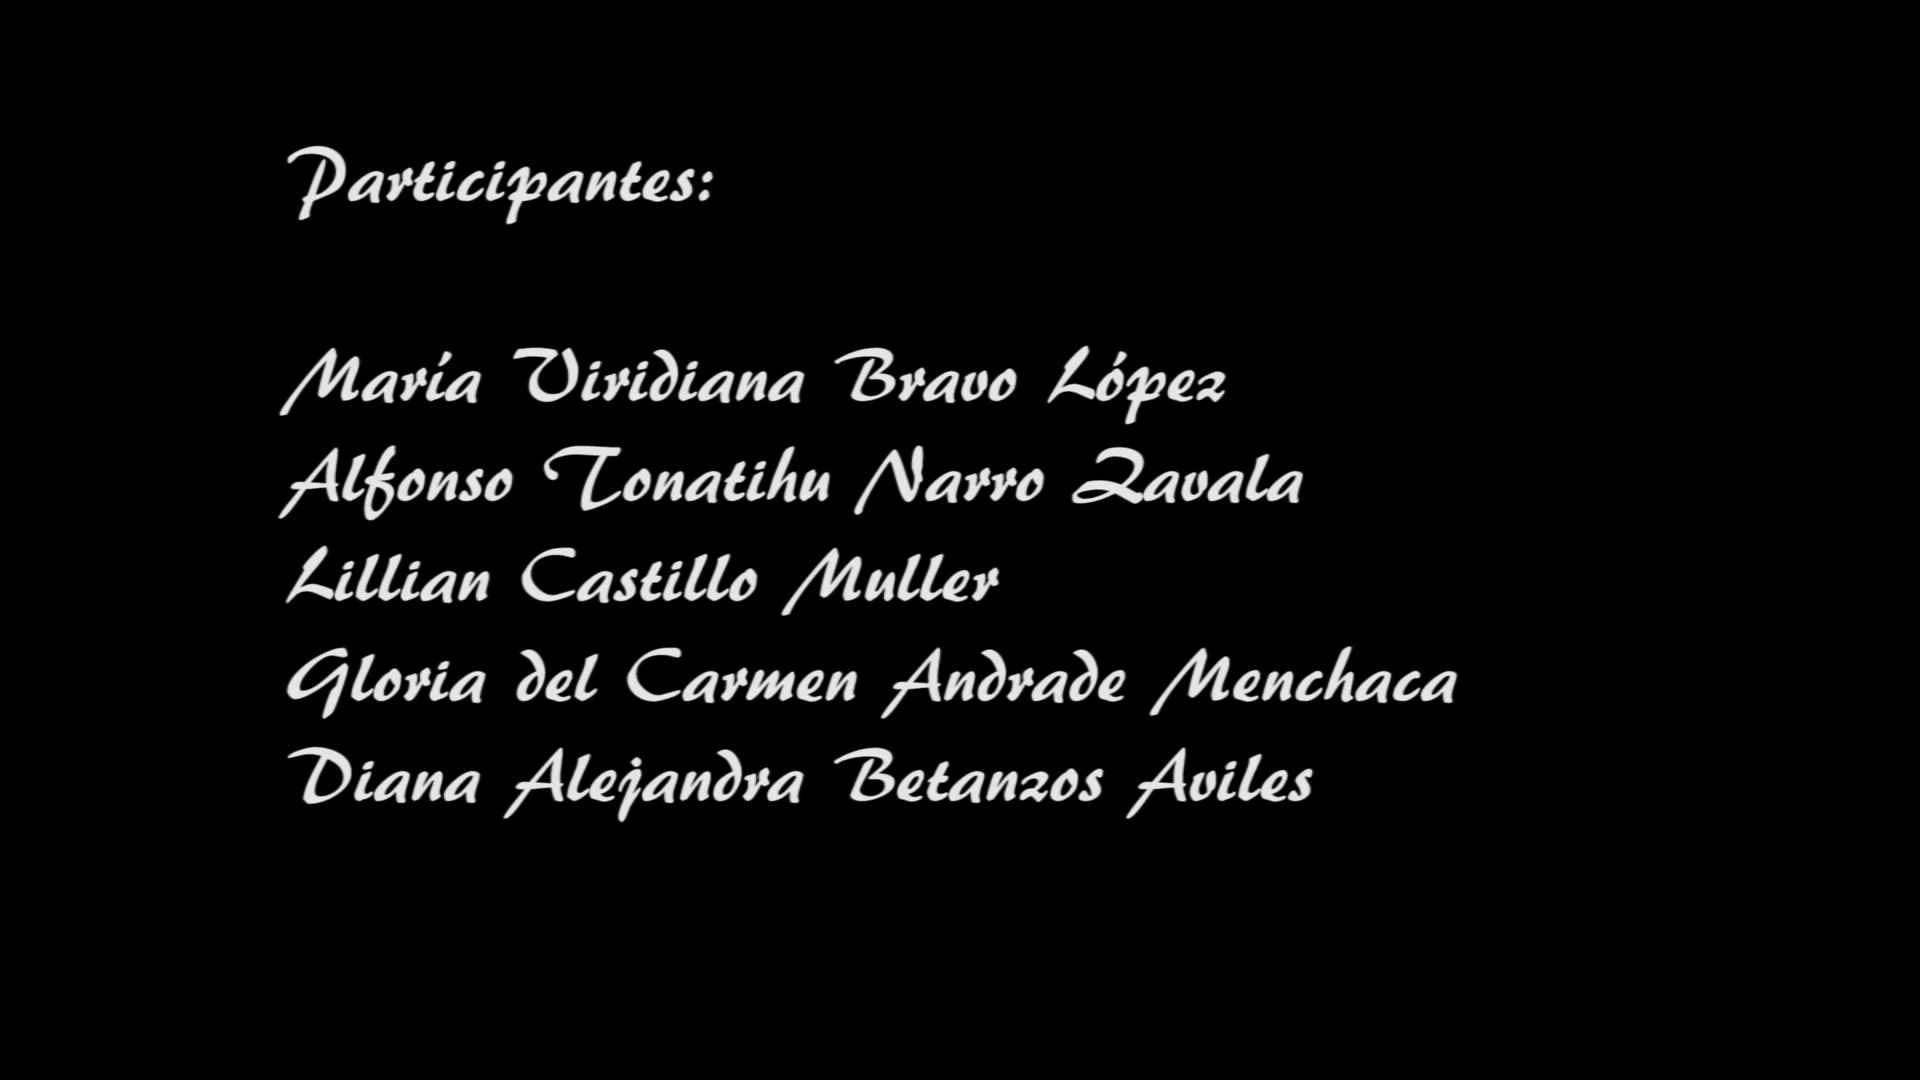 Participantes:
María Viridiana Bravo López
Alfonso Tonatihu Narro Zavala
Lillian Castillo Muller
Gloria del Carmen Andrade Menchaca
Diana Alejandra Betanzos Aviles